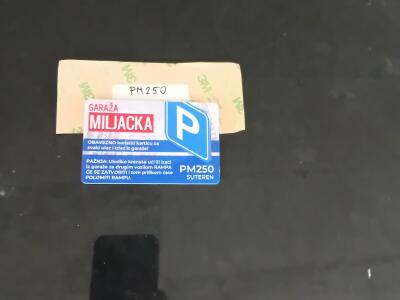 PM250
GARAŽA
MILJACKA
P
OBAVEZNO koristiti karticu za
svaki ulaz i izlaz iz garaže!
PAŽNJA: Ukoliko krenete ući ili izaći
iz garaže za drugim vozilom RAMPA
ĆE SE ZATVORITI i tom prilikom ćete
POLOMITI RAMPU.
PM250
SUTEREN